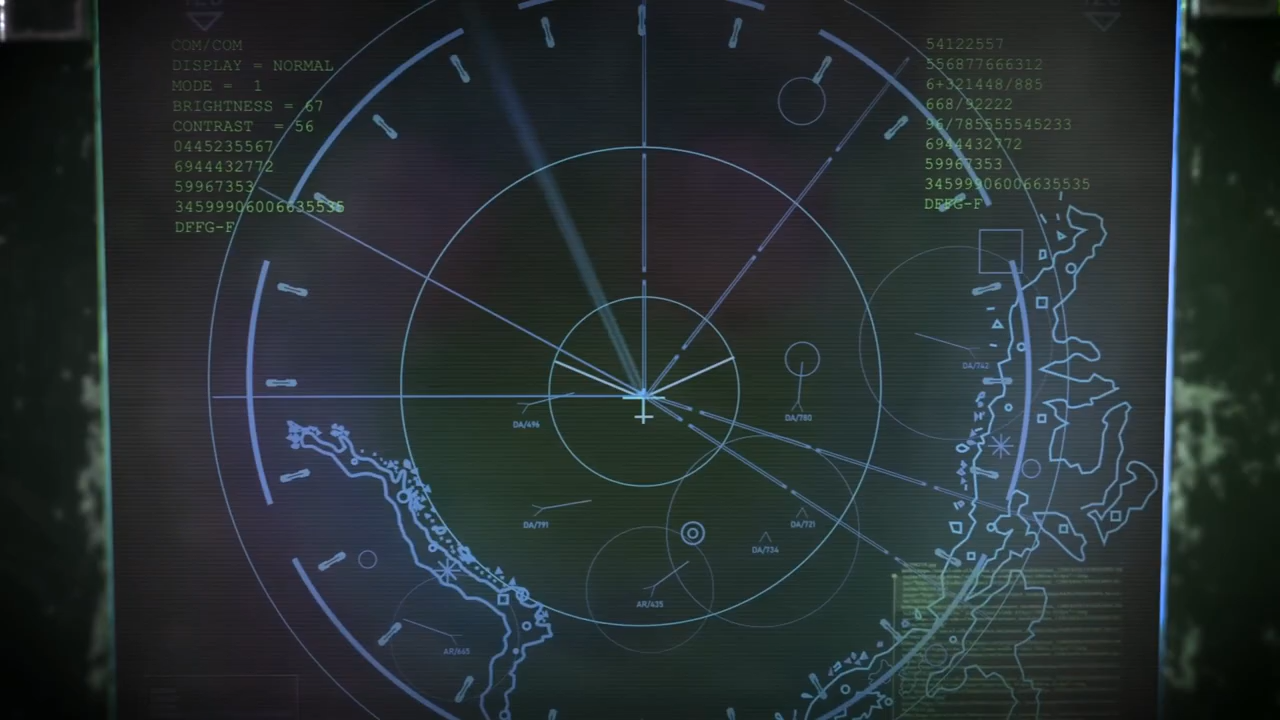 COM/COM
DISPLAY = NORMAL
MODE = 1
BRIGHTNESS = 67
CONTRAST = 56
0445235567
6944432772
59967353
34599906006635535
DFFG-F
54122557
556877666312
6+321448/885
668/92222
96/785555545233
6944432772
59967353
34599906006635535
DFFG-F
DA/742
DA/780
DA/496
DA/791
DA/721
DA/734
AR/435
AR/665